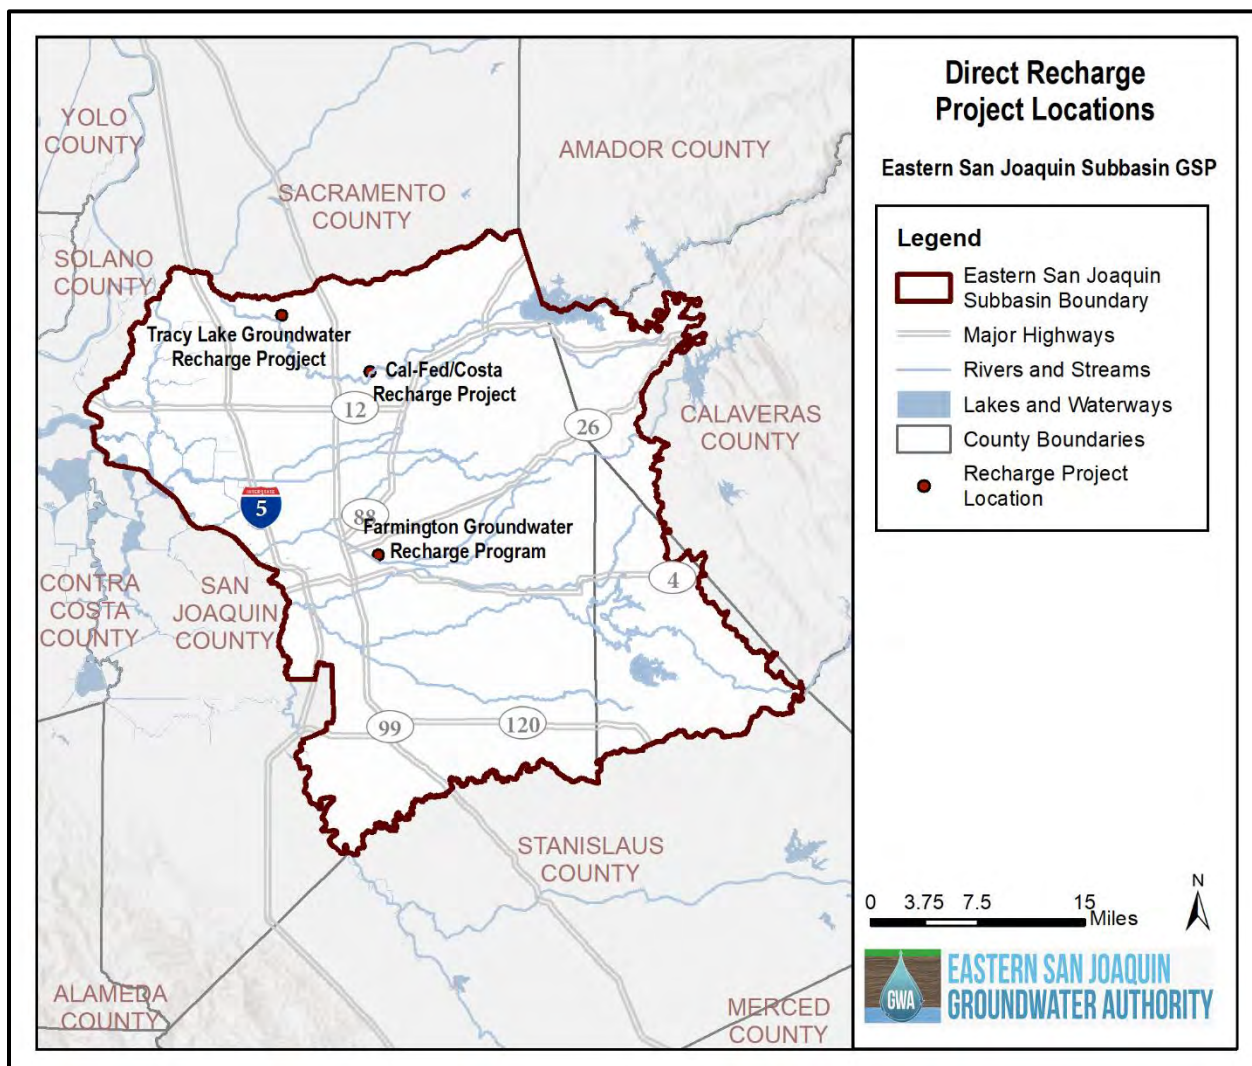 YOLO
COUNTY
AMADOR COUNTY
SACRAMENTO
COUNTY
SOLANO
COUNTY
Tracy Lake Groundwater
Recharge Progject
Cal-Fed/Costa
Recharge Project
12
26
CALAVERAS
COUNTY
INTERSTATE
5
88
Farmington Groundwater
Recharge Program
4
CONTRA
COSTA
COUNTY
SAN
JOAQUIN
COUNTY
99
120
STANISLAUS
COUNTY
ALAMEDA
COUNTY
MERCED
COUNTY
Direct Recharge
Project Locations
Eastern San Joaquin Subbasin GSP
Legend
Eastern San Joaquin
Subbasin Boundary
Major Highways
Rivers and Streams
Lakes and Waterways
County Boundaries
Recharge Project
Location
N
0 3.75 7.5 15
Miles
GWA
EASTERN SAN JOAQUIN
GROUNDWATER AUTHORITY